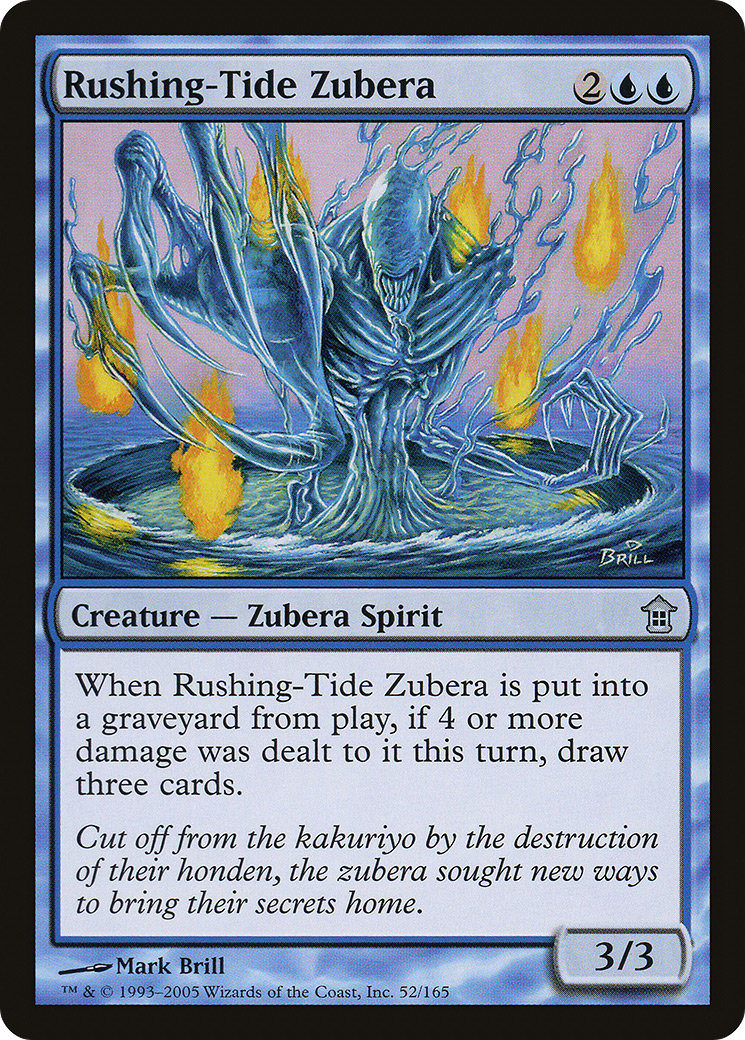 Rushing-Tide Zubera 2
D
BRILL
Creature — Zubera Spirit
When Rushing-Tide Zubera is put into
a graveyard from play, if 4 or more
damage was dealt to it this turn, draw
three cards.
Cut off from the kakuriyo by the destruction
of their honden, the zubera sought new ways
to bring their secrets home.
3/3
Mark Brill
™ & © 1993–2005 Wizards of the Coast, Inc. 52/165